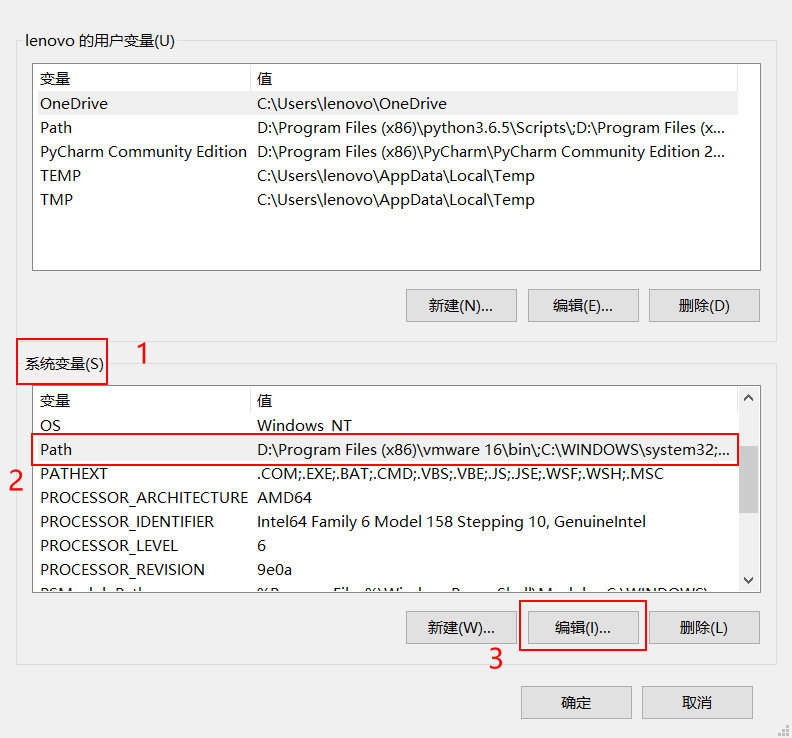 lenovo 的用户变量(U)
变量 值
OneDrive C:\Users\lenovo\OneDrive
Path D:\Program Files (x86)\python3.6.5\Scripts\;D:\Program Files (x...
PyCharm Community Edition D:\Program Files (x86)\PyCharm\PyCharm Community Edition 2...
TEMP C:\Users\lenovo\AppData\Local\Temp
TMP C:\Users\lenovo\AppData\Local\Temp
新建(N)... 编辑(E)... 删除(D)
系统变量(S) 1
变量 值
OS Windows_NT
Path D:\Program Files (x86)\vmware 16\bin\;C:\WINDOWS\system32;...
2
PATHEXT .COM;.EXE;.BAT;.CMD;.VBS;.VBE;.JS;.JSE;.WSF;.WSH;.MSC
PROCESSOR_ARCHITECTURE AMD64
PROCESSOR_IDENTIFIER Intel64 Family 6 Model 158 Stepping 10, GenuineIntel
PROCESSOR_LEVEL 6
PROCESSOR_REVISION 9e0a
新建(W)... 编辑(I)... 删除(L)
3
确定 取消